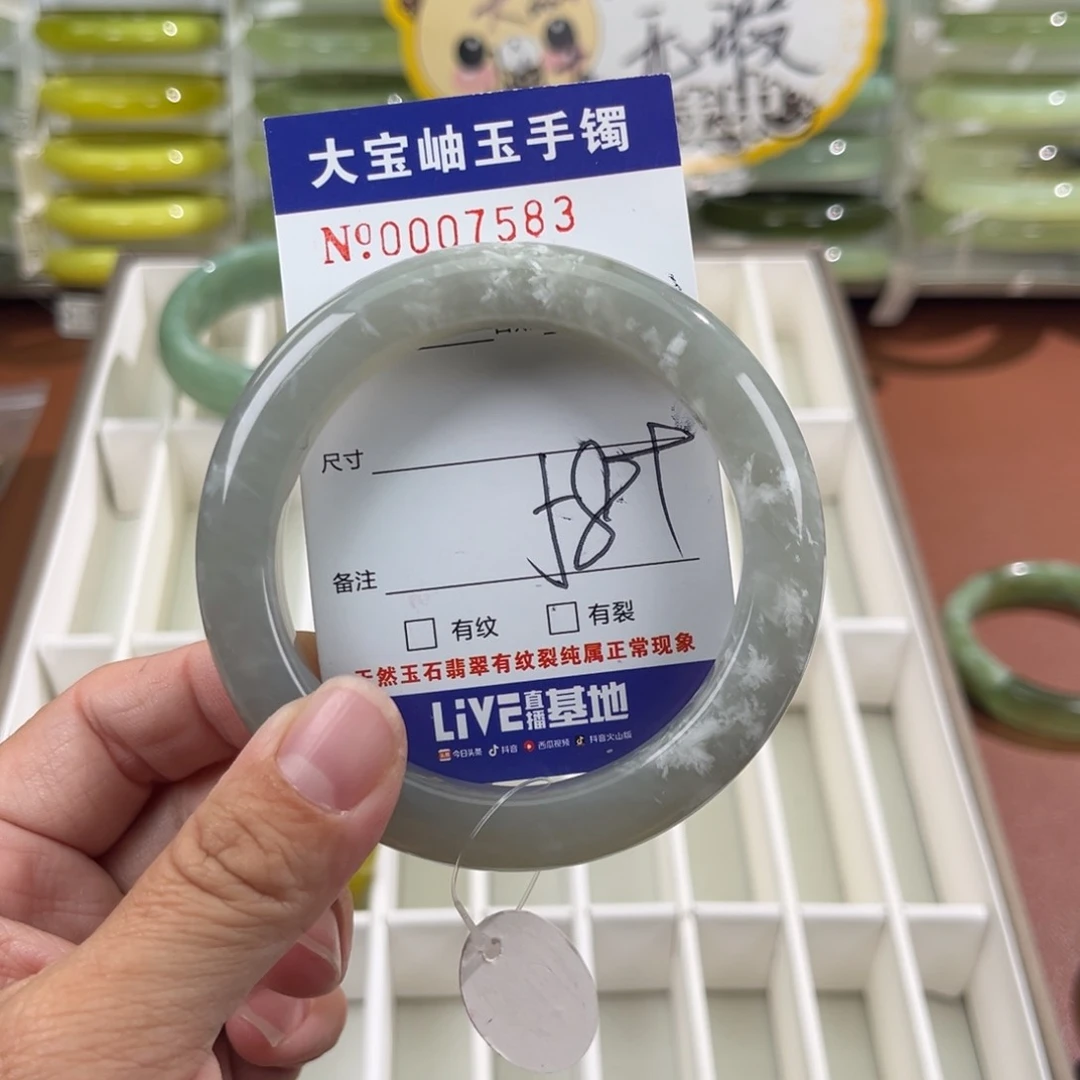 无瑕
大宝岫玉手镯
Nº0007583
尺寸
备注
有纹
有裂
天然玉石翡翠有纹裂纯属正常现象
LiVE直播基地
今日头条 抖音 西瓜视频 抖音火山版